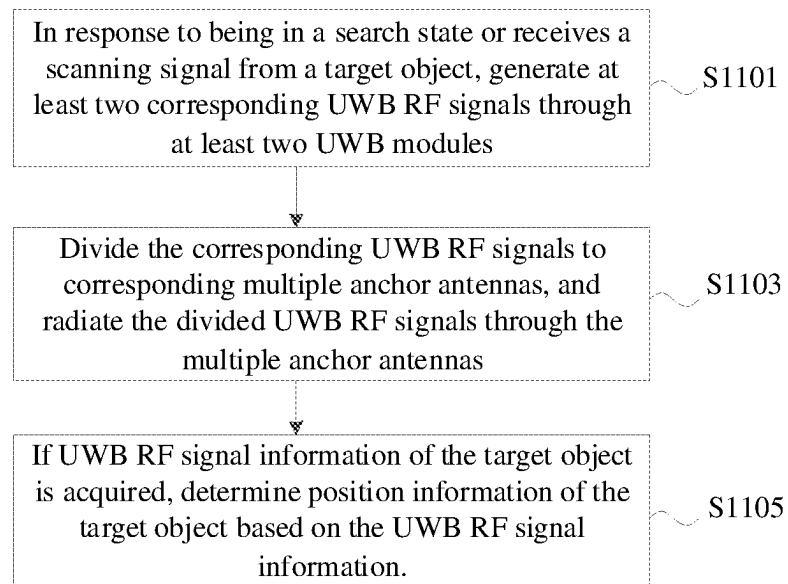 In response to being in a search state or receives a
scanning signal from a target object, generate at
least two corresponding UWB RF signals through
at least two UWB modules
S1101
Divide the corresponding UWB RF signals to
corresponding multiple anchor antennas, and
radiate the divided UWB RF signals through the
multiple anchor antennas
S1103
If UWB RF signal information of the target object
is acquired, determine position information of the
target object based on the UWB RF signal
information.
S1105